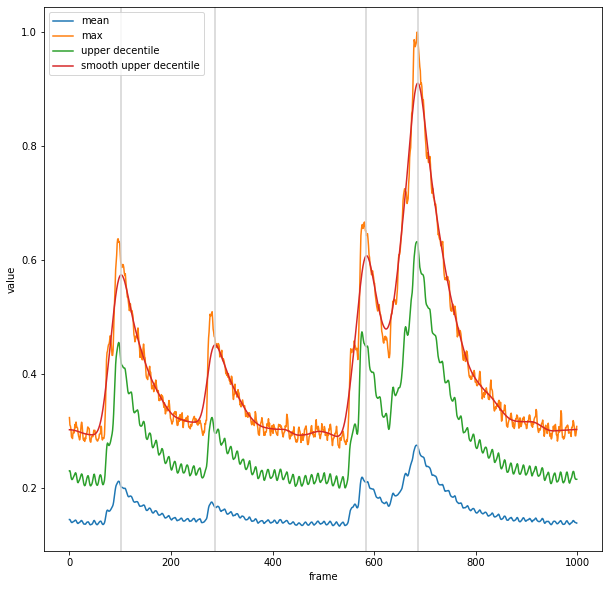 mean
max
upper decentile
smooth upper decentile
1.0
0.8
0.6
0.4
0.2
value
0
200
400
600
800
1000
frame